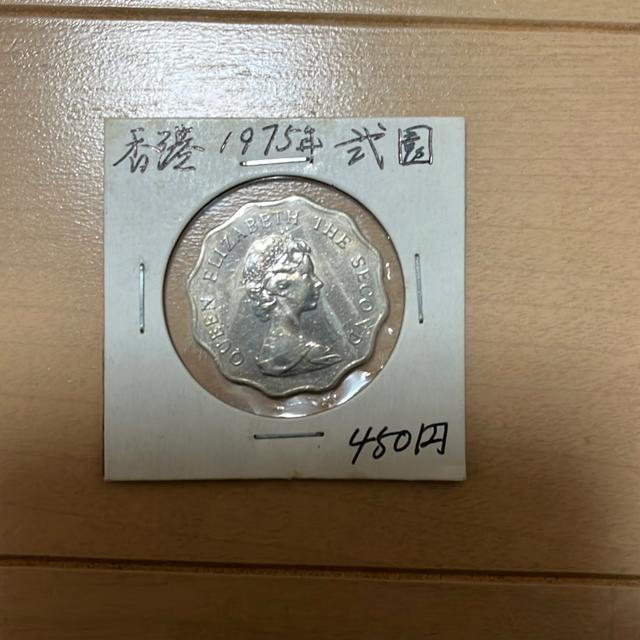 香港 1975年 弐圓
QUEEN ELIZABETH THE SECOND
450円